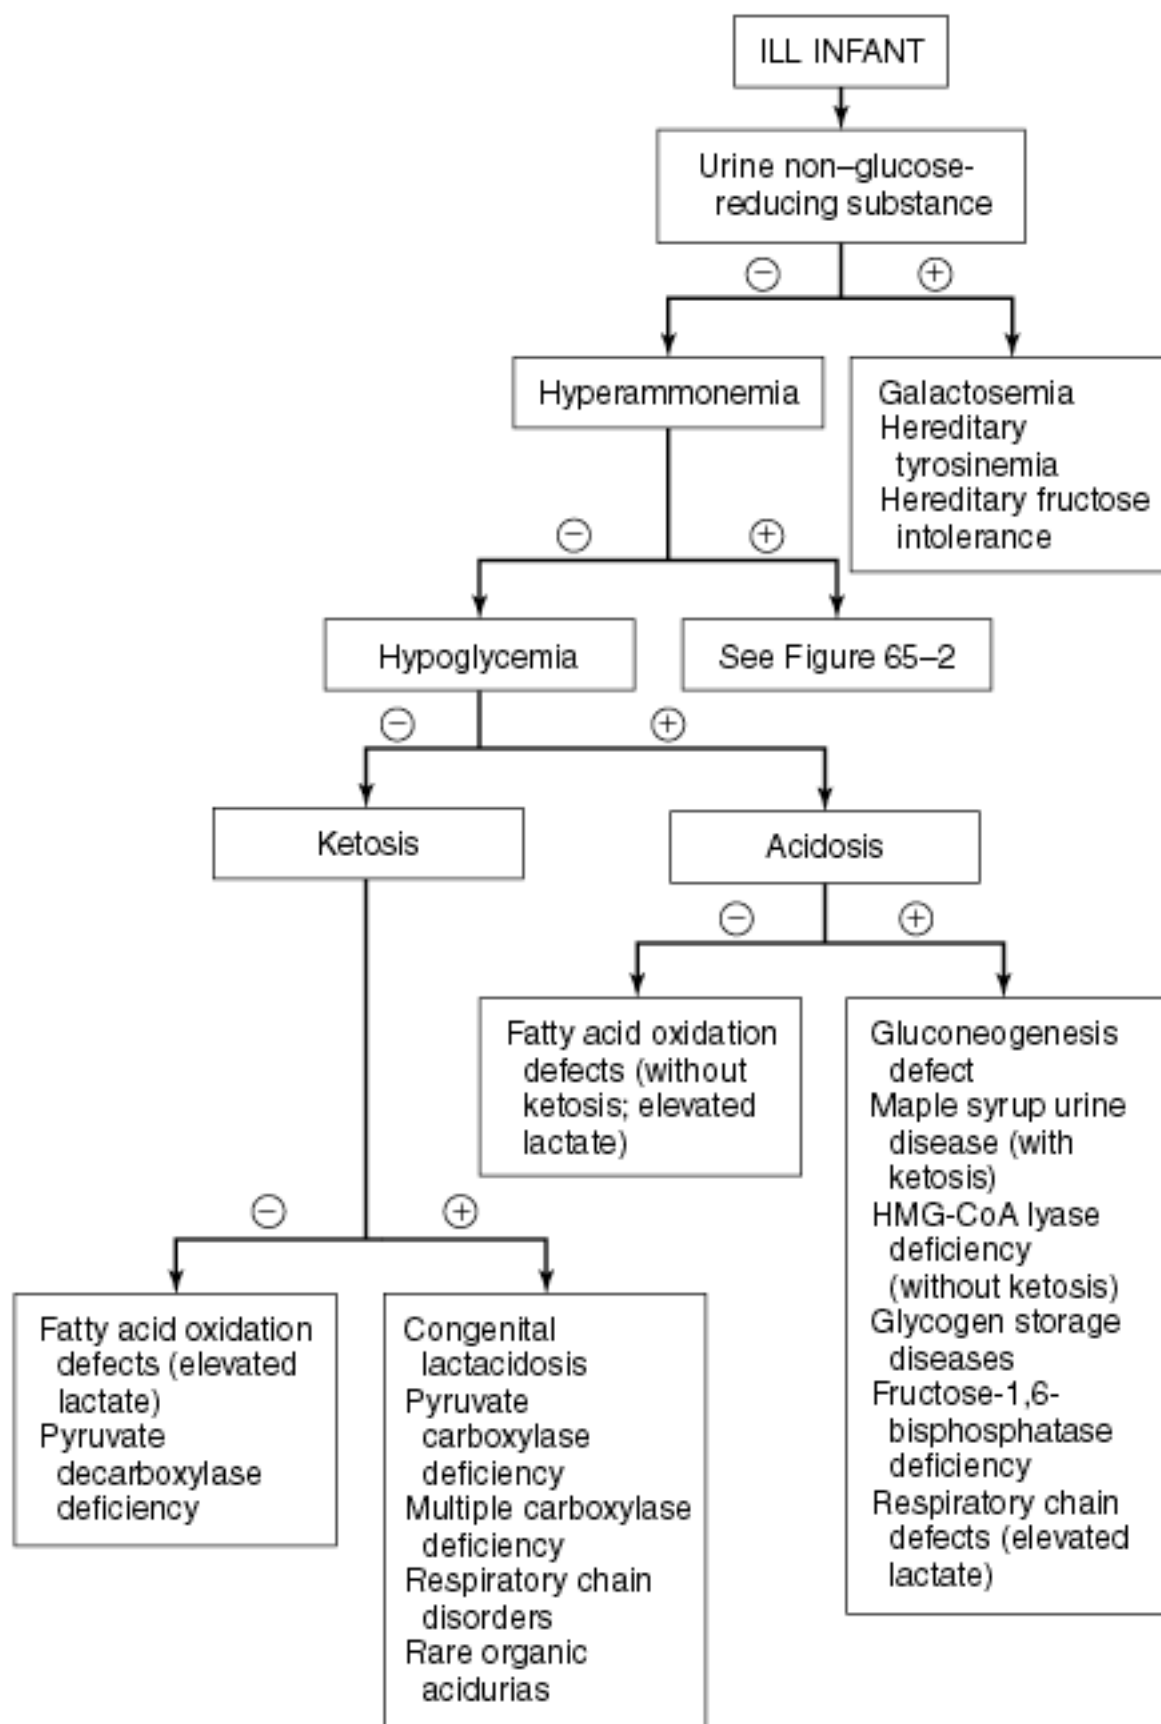 ILL INFANT
Urine non–glucose-
reducing substance
⊖
⊕
Hyperammonemia
Galactosemia
Hereditary
tyrosinemia
Hereditary fructose
intolerance
⊖
⊕
Hypoglycemia
See Figure 65–2
⊖
⊕
Ketosis
Acidosis
⊖
⊕
Fatty acid oxidation
defects (without
ketosis; elevated
lactate)
Gluconeogenesis
defect
Maple syrup urine
disease (with
ketosis)
HMG-CoA lyase
deficiency
(without ketosis)
Glycogen storage
diseases
Fructose-1,6-
bisphosphatase
deficiency
Respiratory chain
defects (elevated
lactate)
⊖
⊕
Fatty acid oxidation
defects (elevated
lactate)
Pyruvate
decarboxylase
deficiency
Congenital
lactacidosis
Pyruvate
carboxylase
deficiency
Multiple carboxylase
deficiency
Respiratory chain
disorders
Rare organic
acidurias